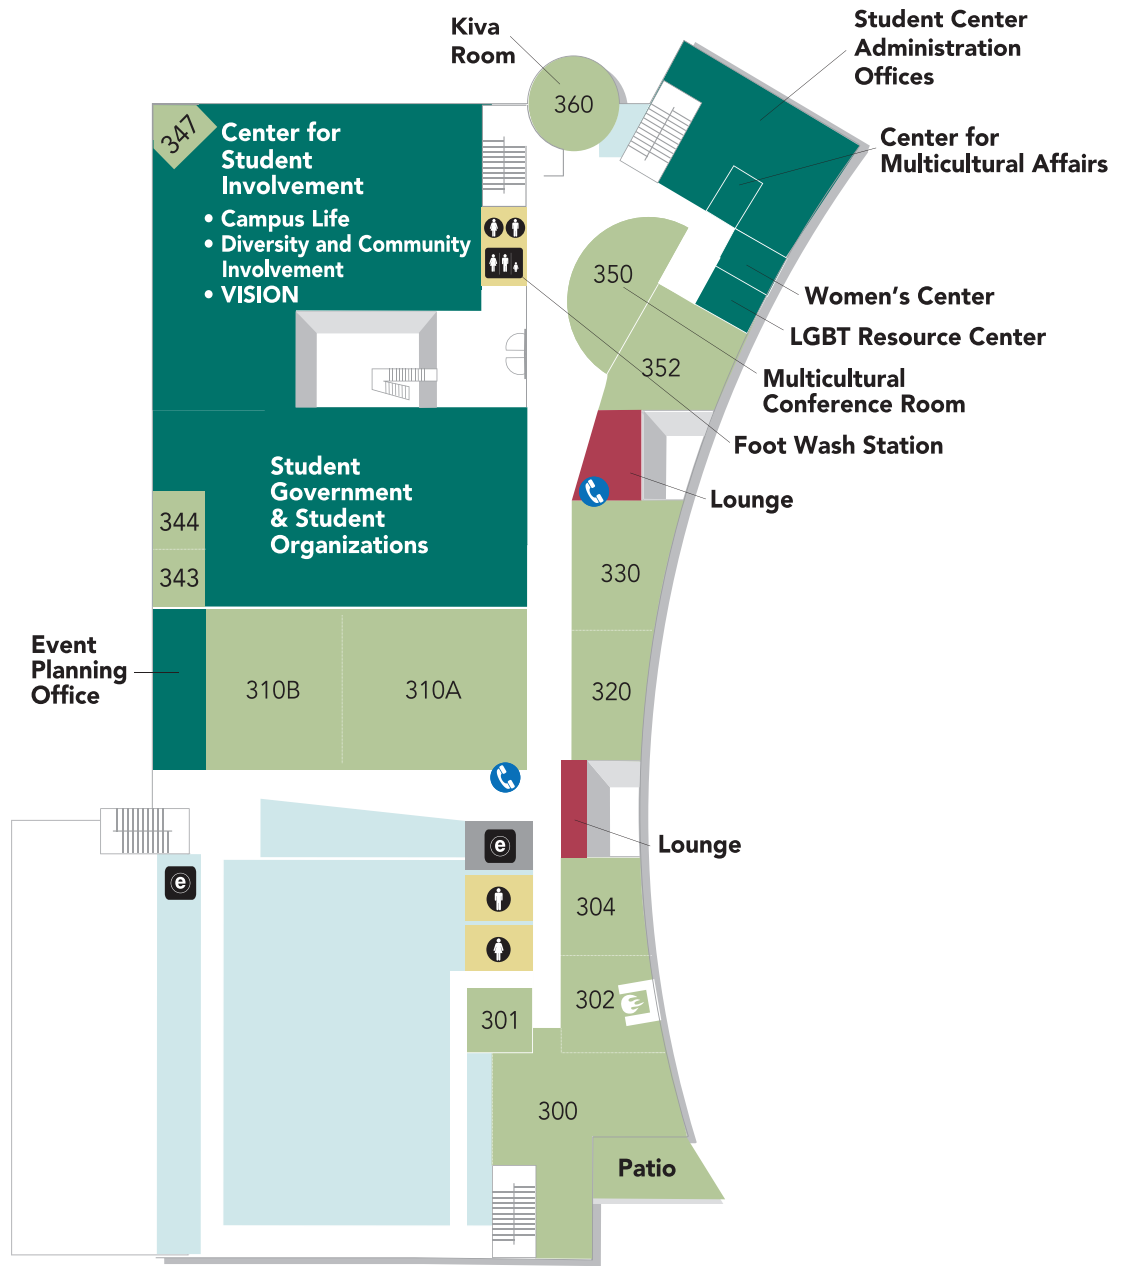 Kiva
Room
Student Center
Administration
Offices
360
347
Center for
Student
Involvement
• Campus Life
• Diversity and Community
Involvement
• VISION
Center for
Multicultural Affairs
350
Women’s Center
LGBT Resource Center
352
Multicultural
Conference Room
Foot Wash Station
Student
Government
& Student
Organizations
Lounge
344
343
330
Event
Planning
Office
310B
310A
320
e
Lounge
e
304
302
301
300
Patio